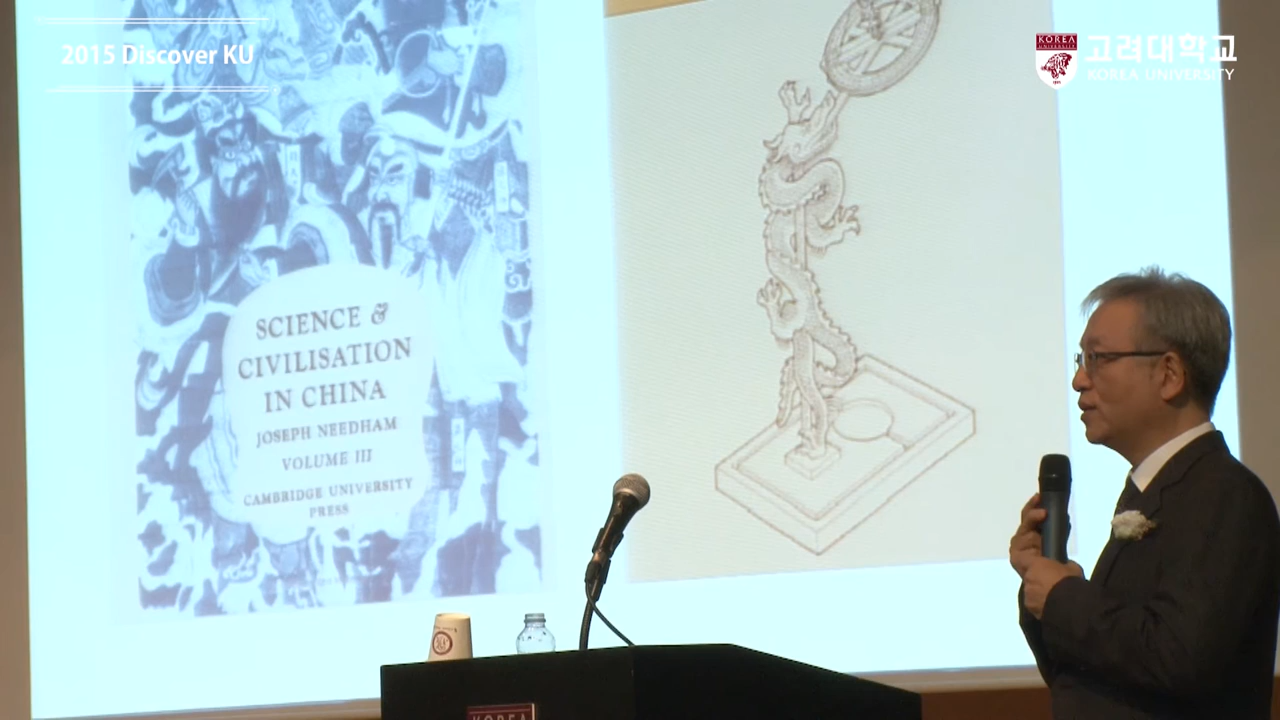 2015 Discover KU
KOREA
UNIVERSITY
고려대학교
KOREA UNIVERSITY
SCIENCE &
CIVILISATION
IN CHINA
JOSEPH NEEDHAM
VOLUME III
CAMBRIDGE UNIVERSITY
PRESS
KOREA